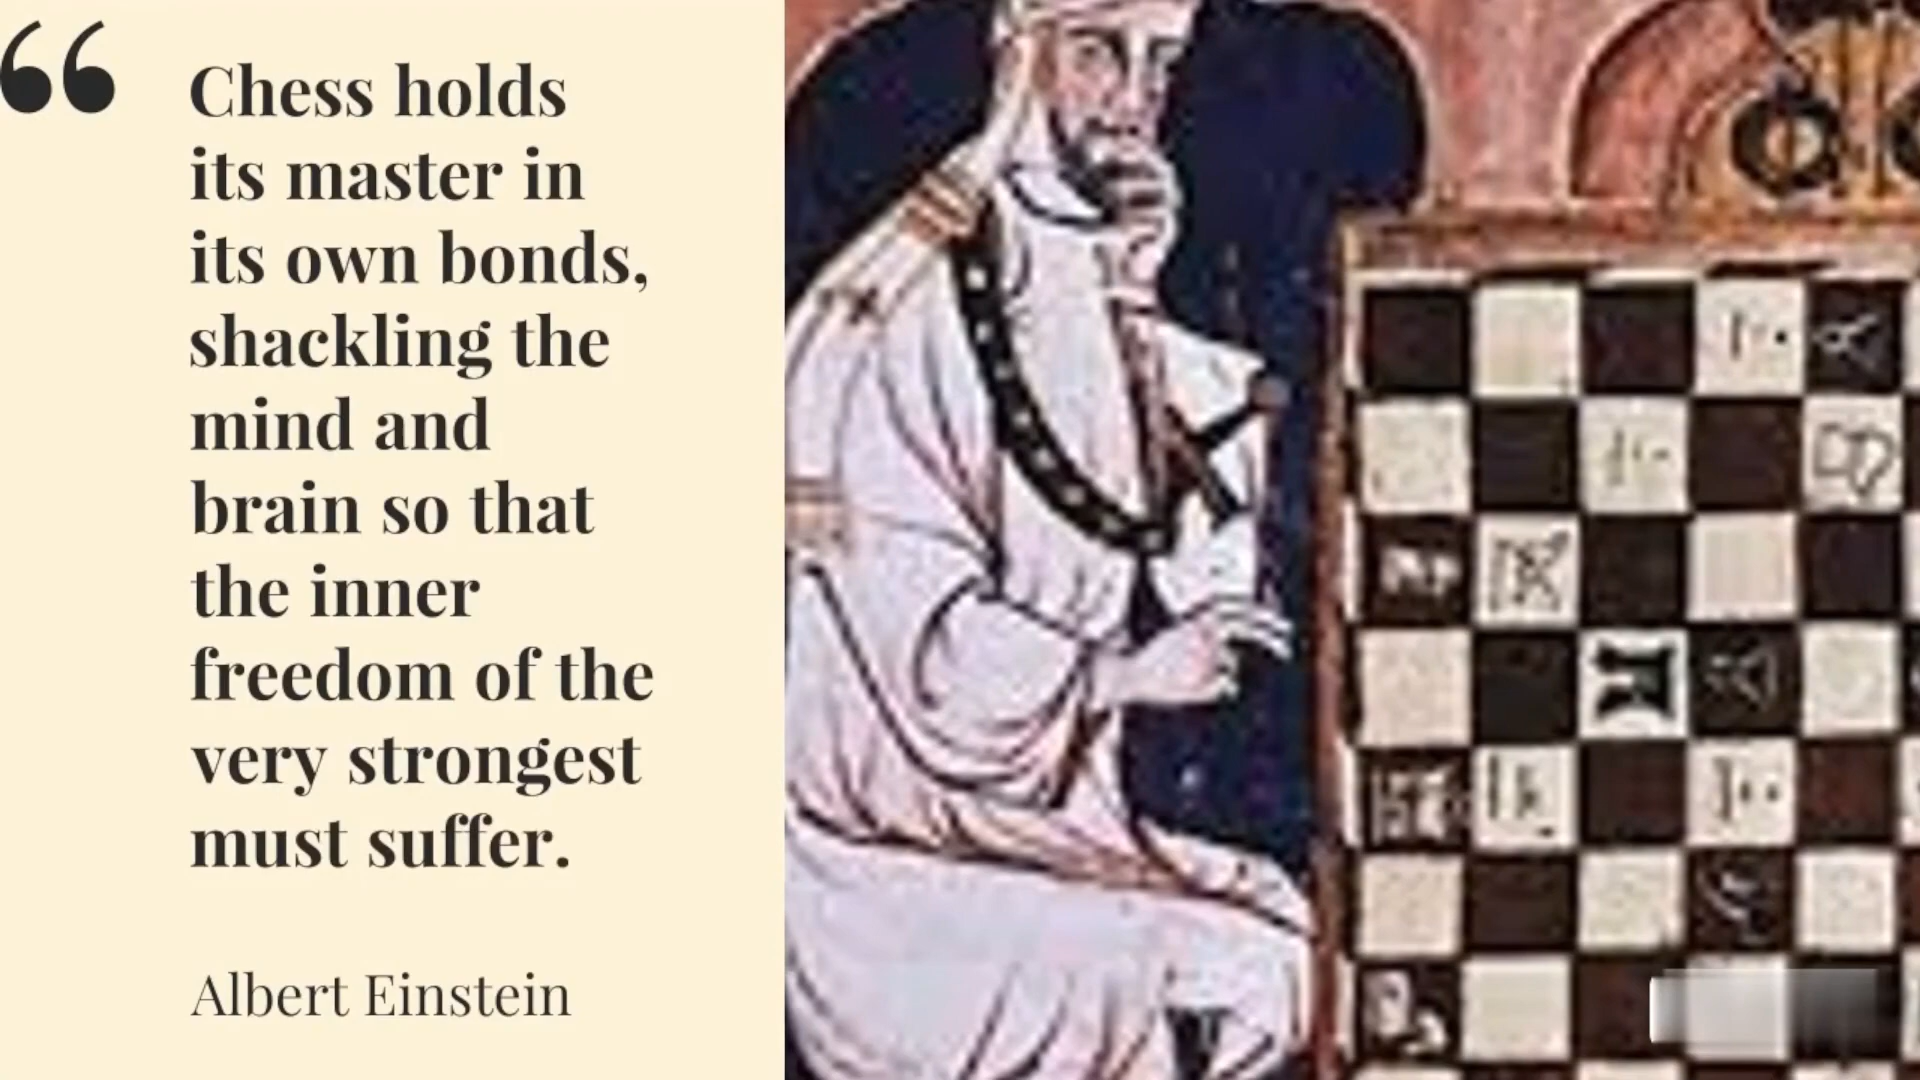 “
Chess holds
its master in
its own bonds,
shackling the
mind and
brain so that
the inner
freedom of the
very strongest
must suffer.
Albert Einstein